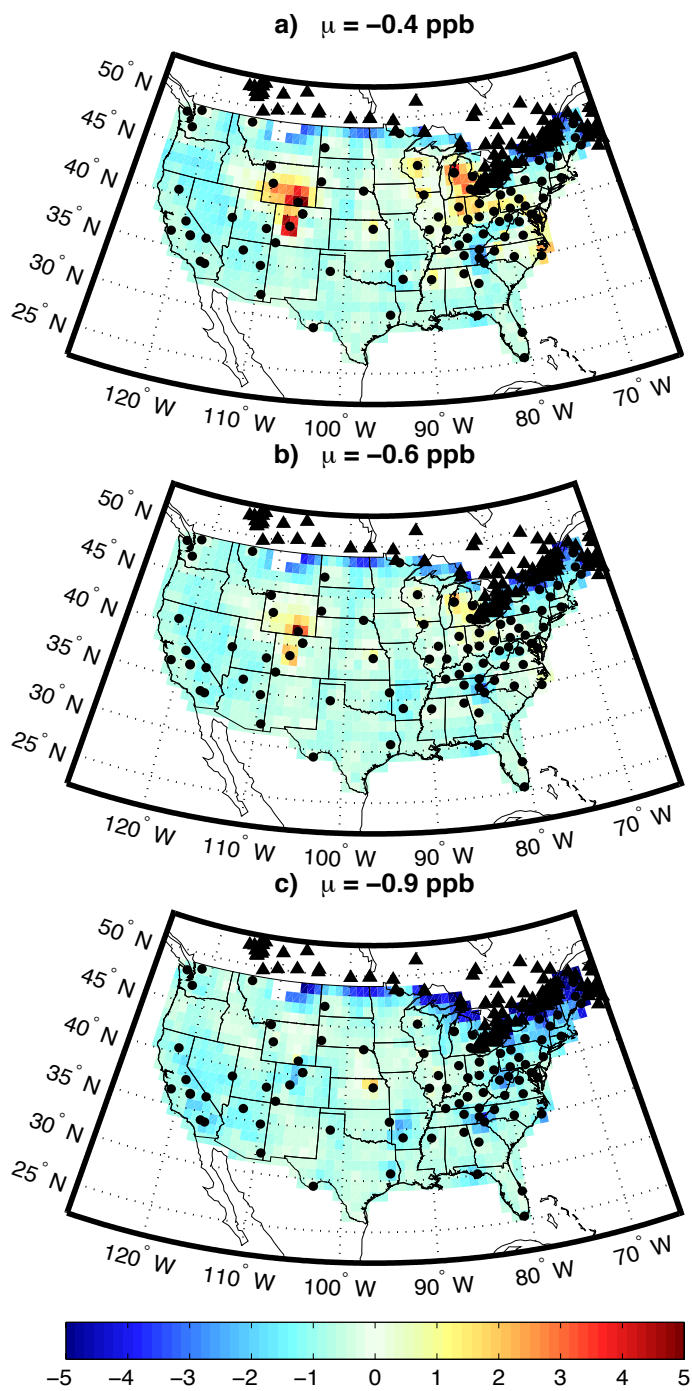 a) μ = −0.4 ppb
50° N
45° N
40° N
35° N
30° N
25° N
120° W
110° W
100° W
90° W
80° W
70° W
b) μ = −0.6 ppb
50° N
45° N
40° N
35° N
30° N
25° N
120° W
110° W
100° W
90° W
80° W
70° W
c) μ = −0.9 ppb
50° N
45° N
40° N
35° N
30° N
25° N
120° W
110° W
100° W
90° W
80° W
70° W
−5 −4 −3 −2 −1 0 1 2 3 4 5